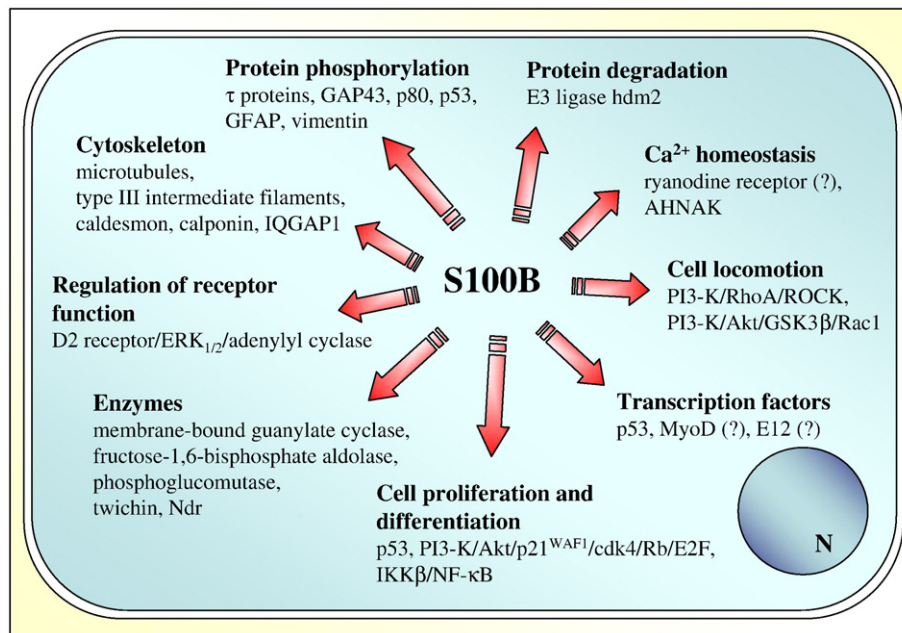 Protein phosphorylation
τ proteins, GAP43, p80, p53,
GFAP, vimentin
Protein degradation
E3 ligase hdm2
Cytoskeleton
microtubules,
type III intermediate filaments,
caldesmon, calponin, IQGAP1
Ca²⁺ homeostasis
ryanodine receptor (?),
AHNAK
S100B
Cell locomotion
PI3-K/RhoA/ROCK,
PI3-K/Akt/GSK3β/Rac1
Regulation of receptor
function
D2 receptor/ERK₁/₂/adenylyl cyclase
Enzymes
membrane-bound guanylate cyclase,
fructose-1,6-bisphosphate aldolase,
phosphoglucomutase,
twichin, Ndr
Transcription factors
p53, MyoD (?), E12 (?)
Cell proliferation and
differentiation
p53, PI3-K/Akt/p21ᵂᴬᶠ¹/cdk4/Rb/E2F,
IKKβ/NF-κB
N